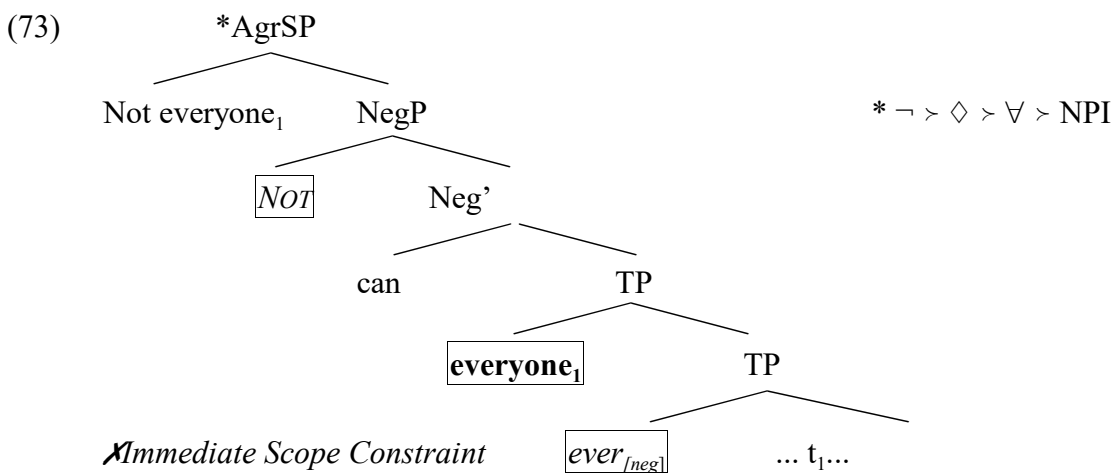 (73) *AgrSP
Not everyone₁ NegP * ¬ ≻ ◇ ≻ ∀ ≻ NPI
NOT Neg’
can TP
everyone₁ TP
✗Immediate Scope Constraint ever[neg] ... t₁...